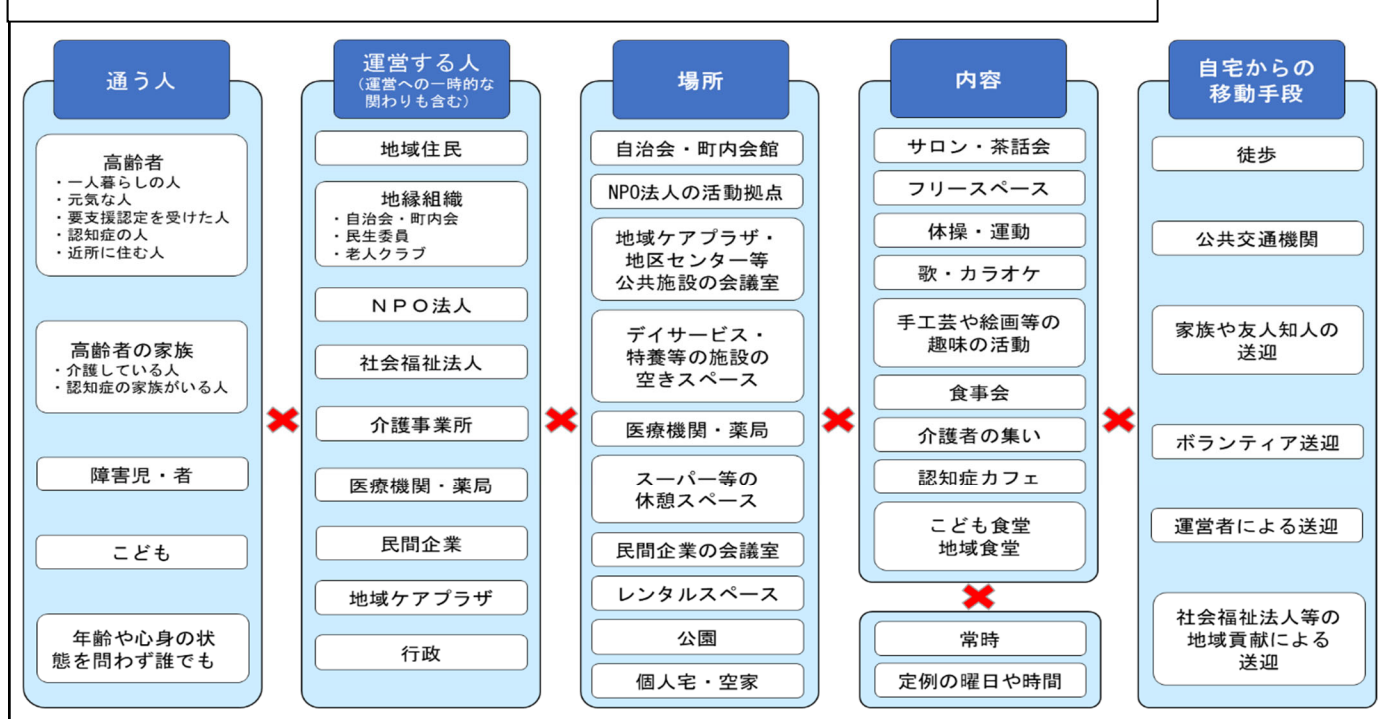 通う人
高齢者
・一人暮らしの人
・元気な人
・要支援認定を受けた人
・認知症の人
・近所に住む人
高齢者の家族
・介護している人
・認知症の家族がいる人
障害児・者
こども
年齢や心身の状
態を問わず誰でも
運営する人
（運営への一時的な
関わりも含む）
地域住民
地縁組織
・自治会・町内会
・民生委員
・老人クラブ
ＮＰＯ法人
社会福祉法人
介護事業所
医療機関・薬局
民間企業
地域ケアプラザ
行政
場所
自治会・町内会館
NPO法人の活動拠点
地域ケアプラザ・
地区センター等
公共施設の会議室
デイサービス・
特養等の施設の
空きスペース
医療機関・薬局
スーパー等の
休憩スペース
民間企業の会議室
レンタルスペース
公園
個人宅・空家
内容
サロン・茶話会
フリースペース
体操・運動
歌・カラオケ
手工芸や絵画等の
趣味の活動
食事会
介護者の集い
認知症カフェ
こども食堂
地域食堂
常時
定例の曜日や時間
自宅からの
移動手段
徒歩
公共交通機関
家族や友人知人の
送迎
ボランティア送迎
運営者による送迎
社会福祉法人等の
地域貢献による
送迎